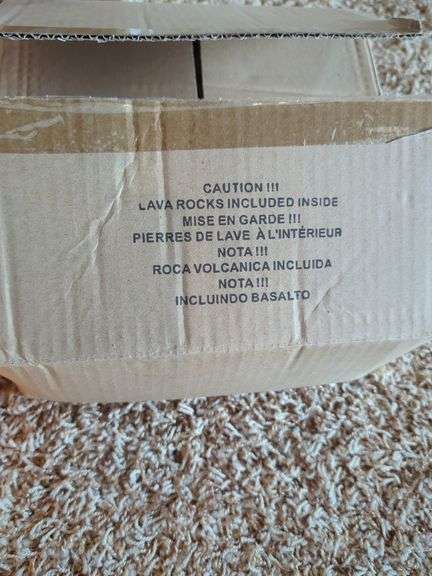 CAUTION !!!
LAVA ROCKS INCLUDED INSIDE
MISE EN GARDE !!!
PIERRES DE LAVE À L'INTÉRIEUR
NOTA !!!
ROCA VOLCANICA INCLUIDA
NOTA !!!
INCLUINDO BASALTO